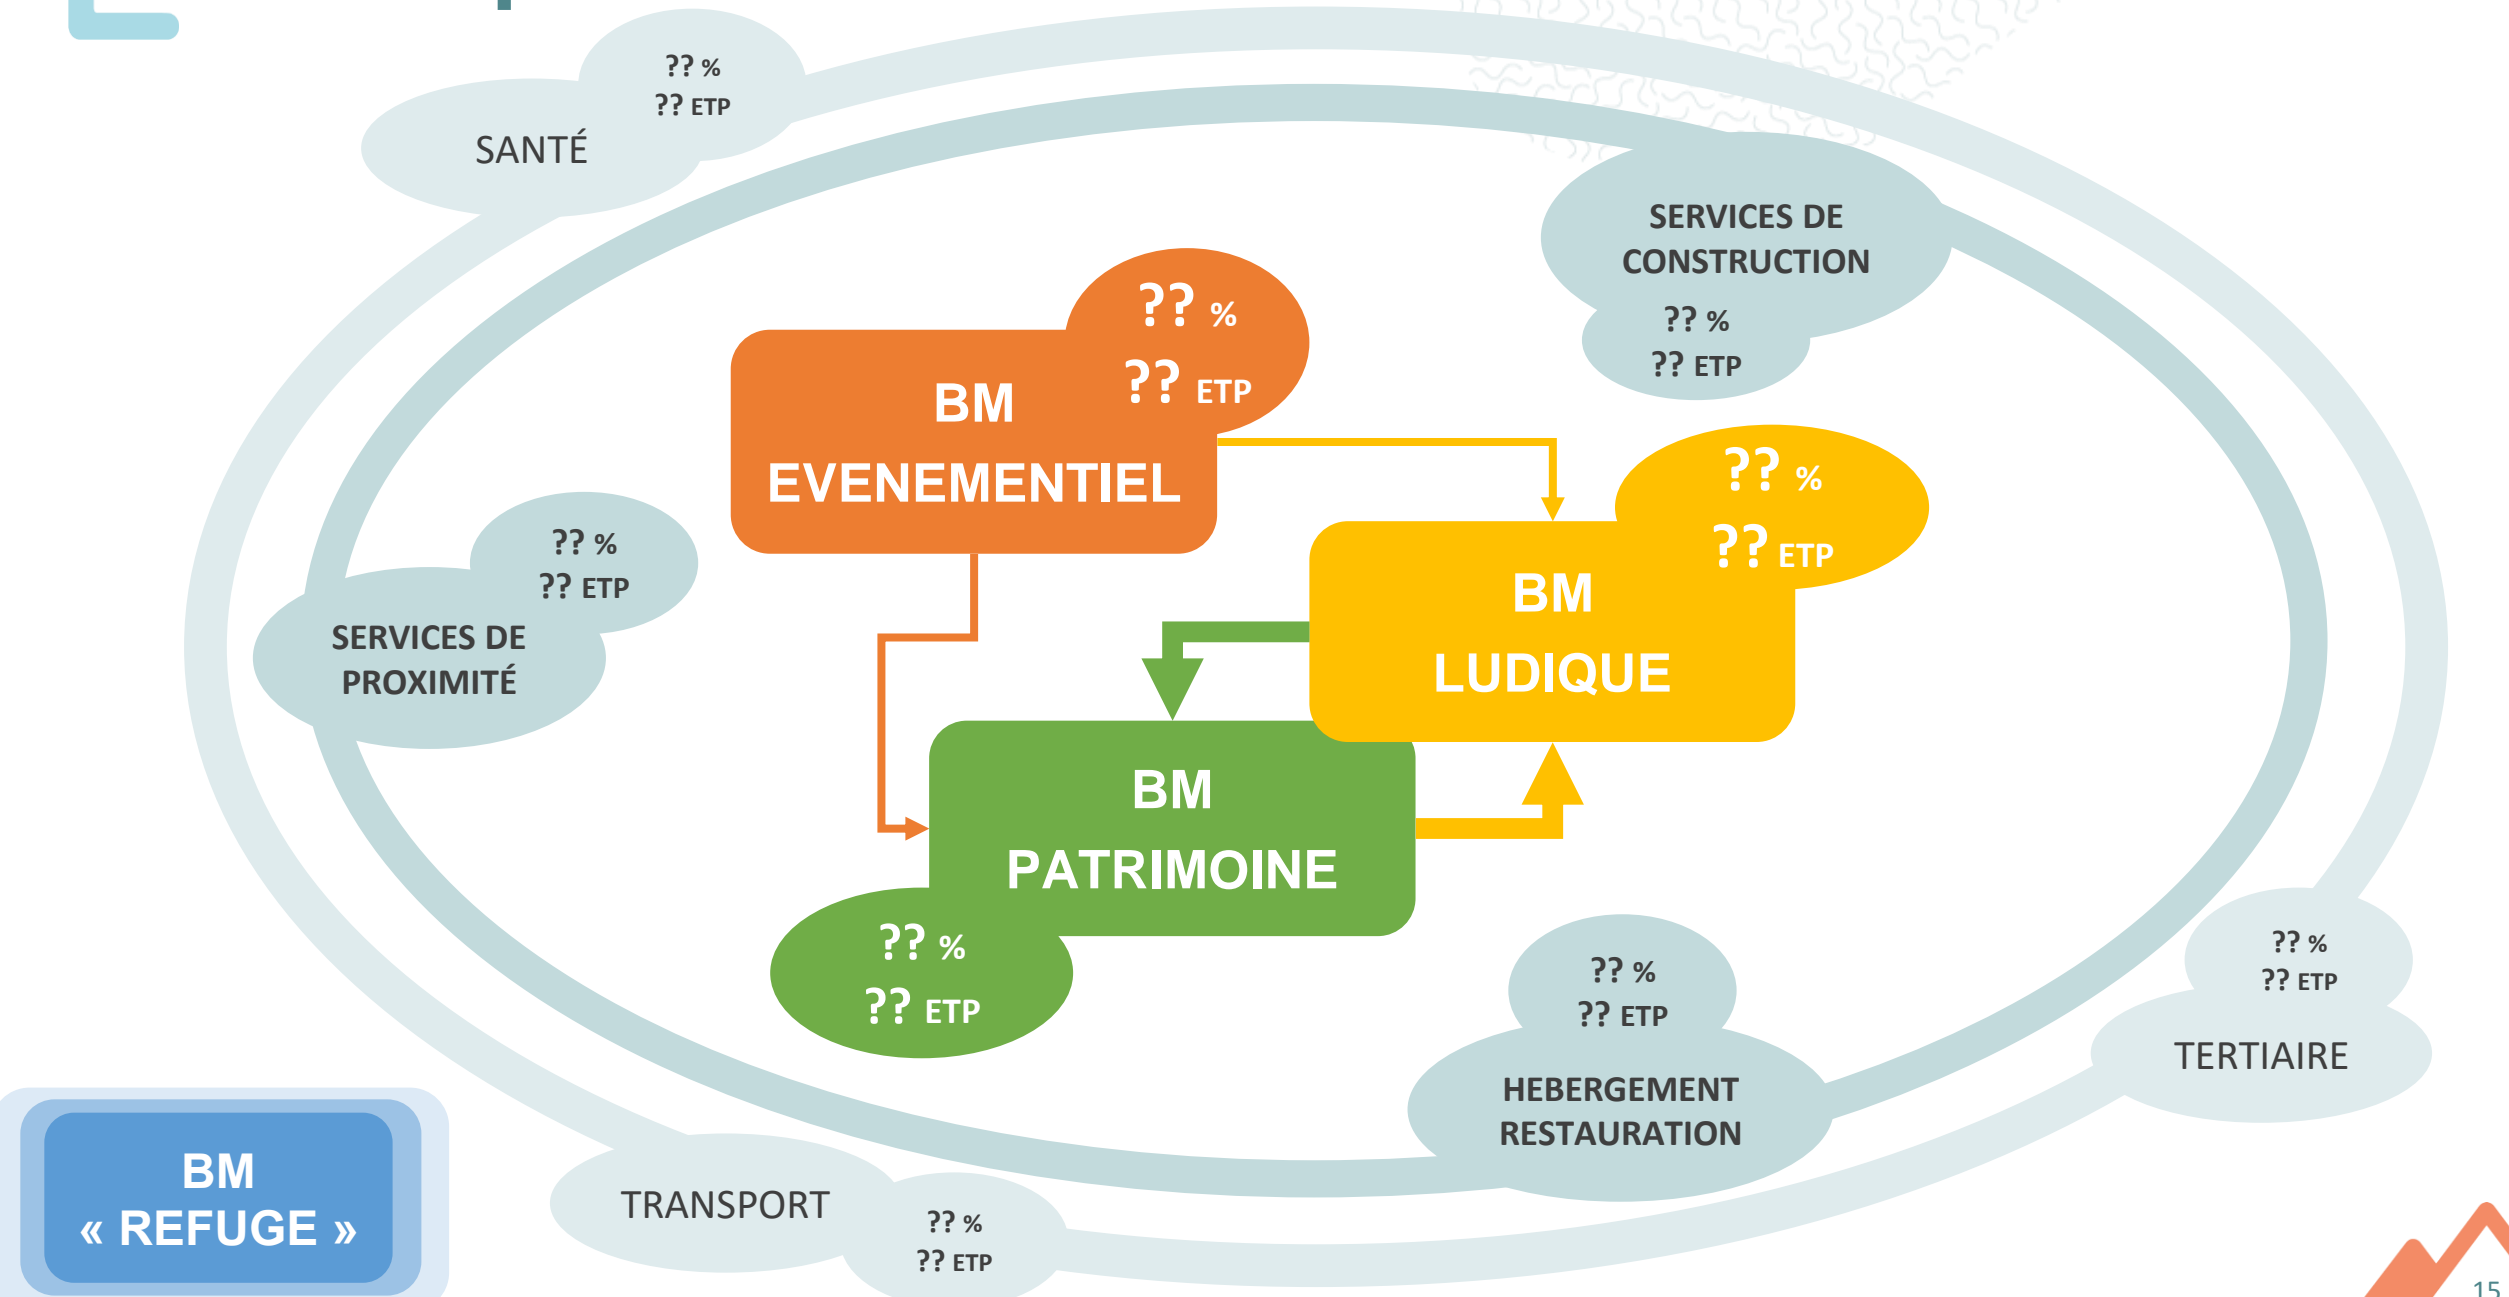 ?? %
?? ETP
SANTÉ
SERVICES DE
CONSTRUCTION
?? %
?? ETP
?? %
?? ETP
BM
EVENEMENTIEL
?? %
?? ETP
BM
LUDIQUE
?? %
?? ETP
SERVICES DE
PROXIMITÉ
BM
PATRIMOINE
?? %
?? ETP
?? %
?? ETP
HEBERGEMENT
RESTAURATION
?? %
?? ETP
TERTIAIRE
BM
« REFUGE »
TRANSPORT
?? %
?? ETP
15